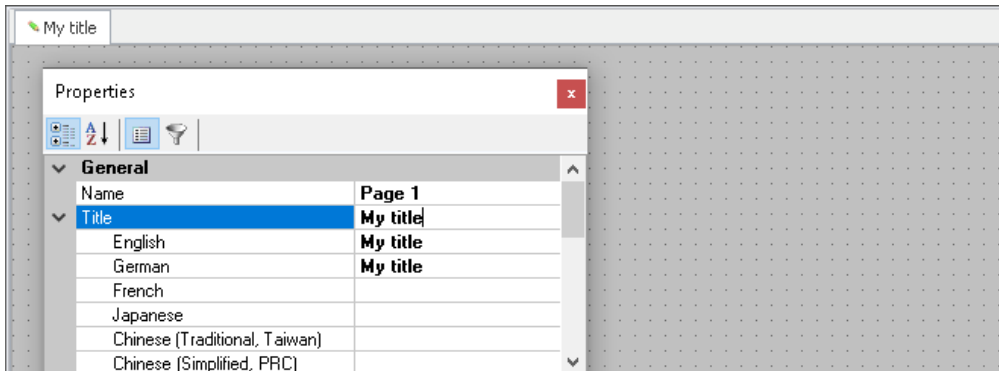 My title
Properties
General
Name Page 1
Title My title
English My title
German My title
French
Japanese
Chinese (Traditional, Taiwan)
Chinese (Simplified, PRC)